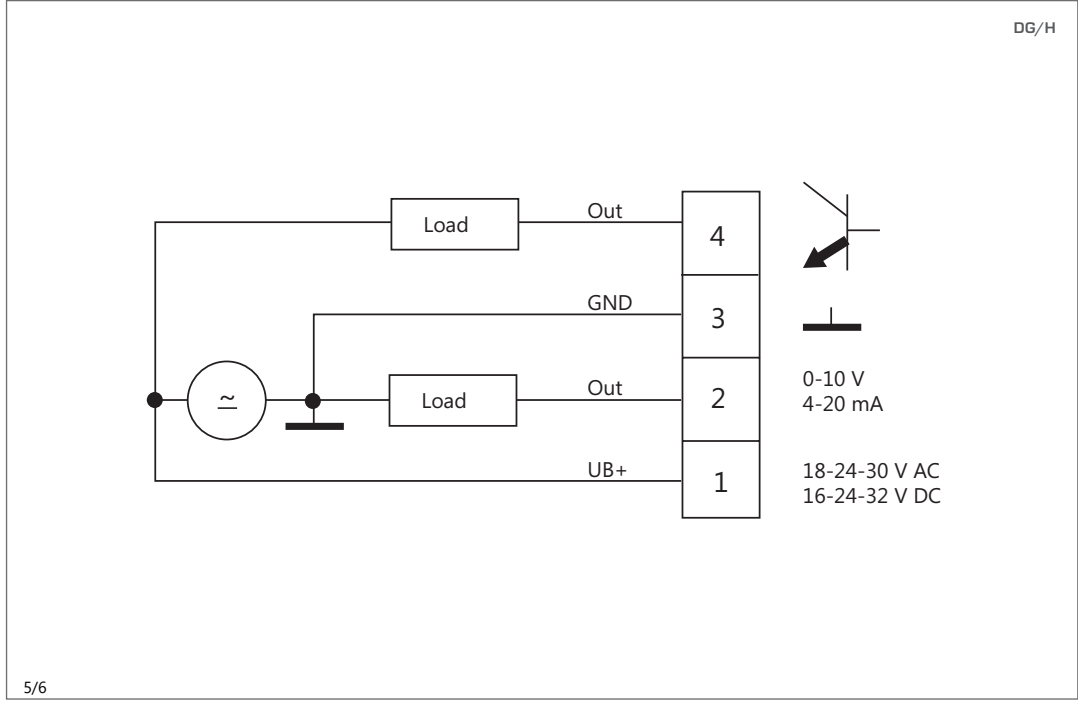 DG/H
Load
Out
4
GND
3
≂
Load
Out
2
0-10 V
4-20 mA
UB+
1
18-24-30 V AC
16-24-32 V DC
5/6